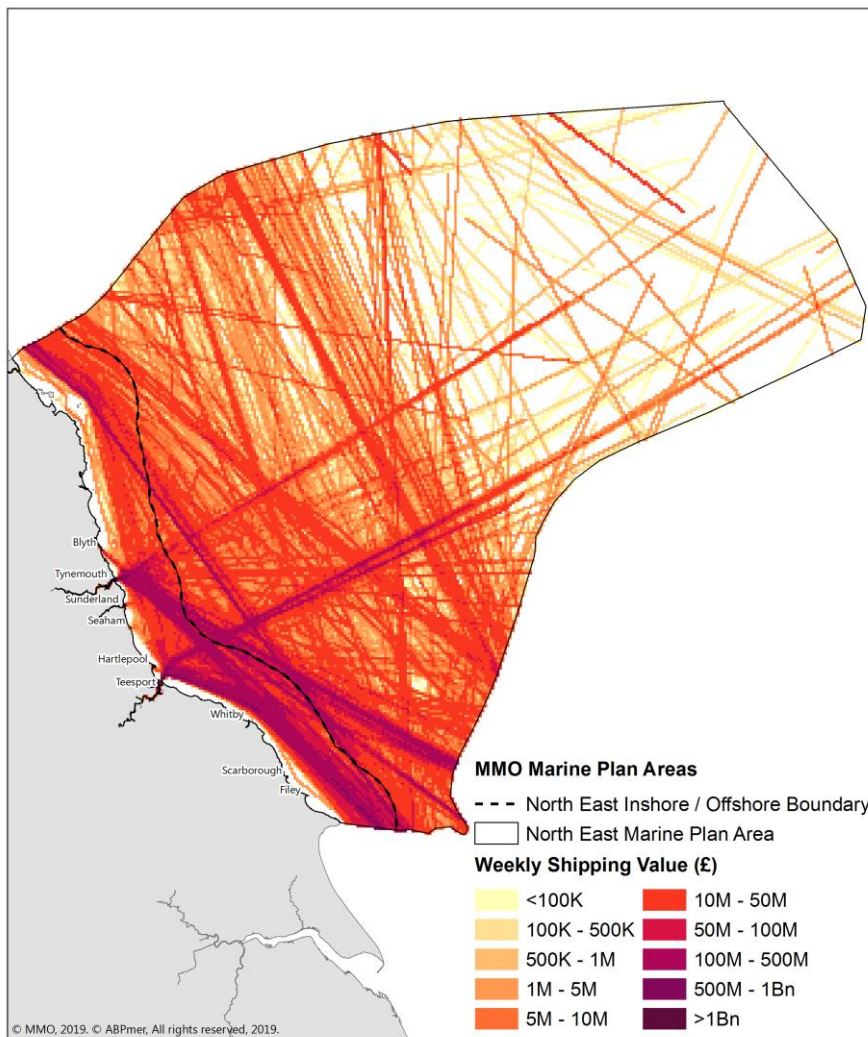 Blyth
Tynemouth
Sunderland
Seaham
Hartlepool
Teesport
Whitby
Scarborough
Filey
MMO Marine Plan Areas
North East Inshore / Offshore Boundary
North East Marine Plan Area
Weekly Shipping Value (£)
<100K
10M - 50M
100K - 500K
50M - 100M
500K - 1M
100M - 500M
1M - 5M
500M - 1Bn
5M - 10M
>1Bn
© MMO, 2019. © ABPmer, All rights reserved, 2019.